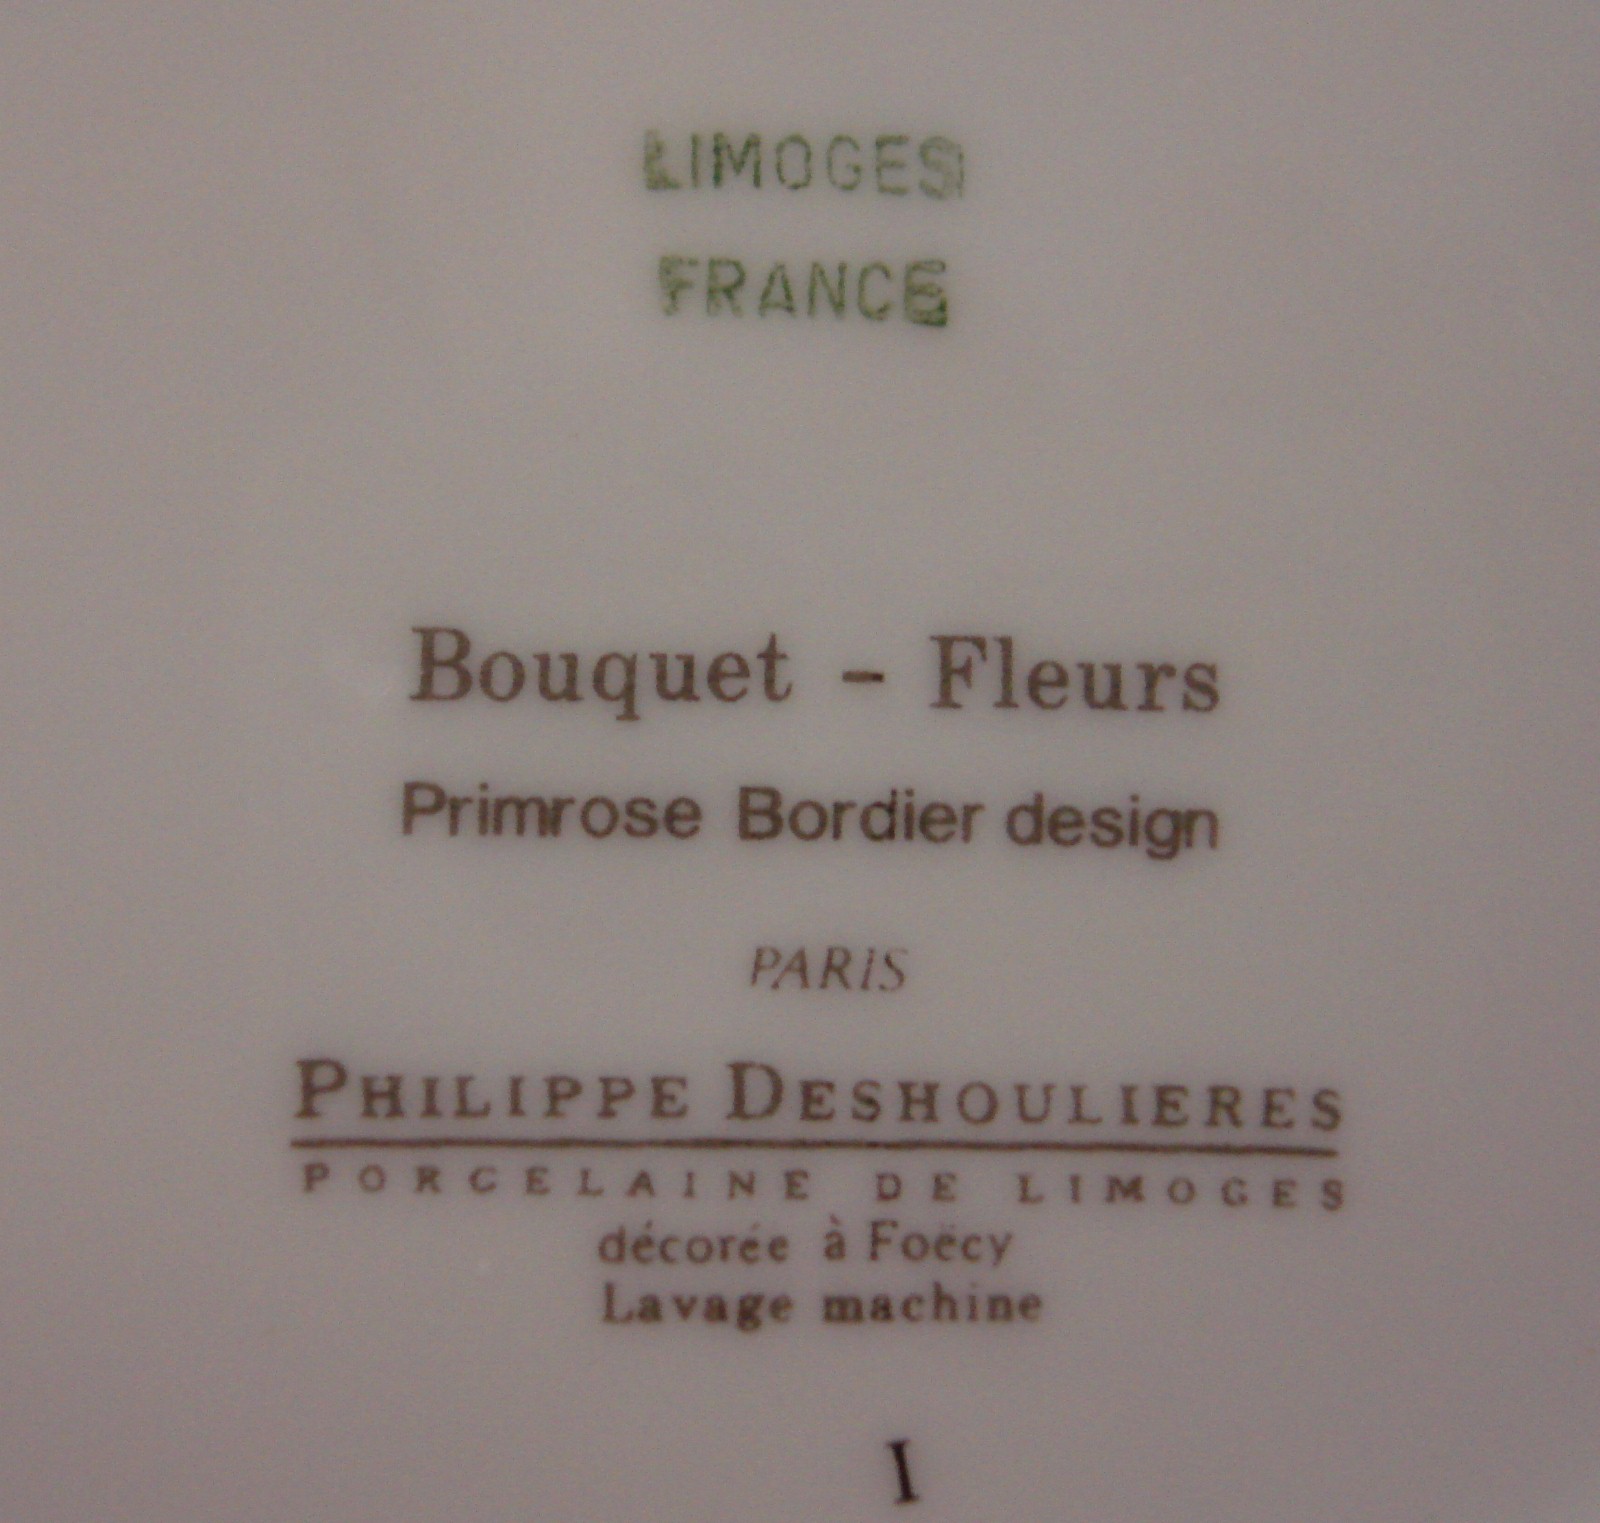 LIMOGES
FRANCE
Bouquet - Fleurs
Primrose Bordier design
PARIS
PHILIPPE DESHOULIERES
PORCELAINE DE LIMOGES
décorée à Foëcy
Lavage machine
I